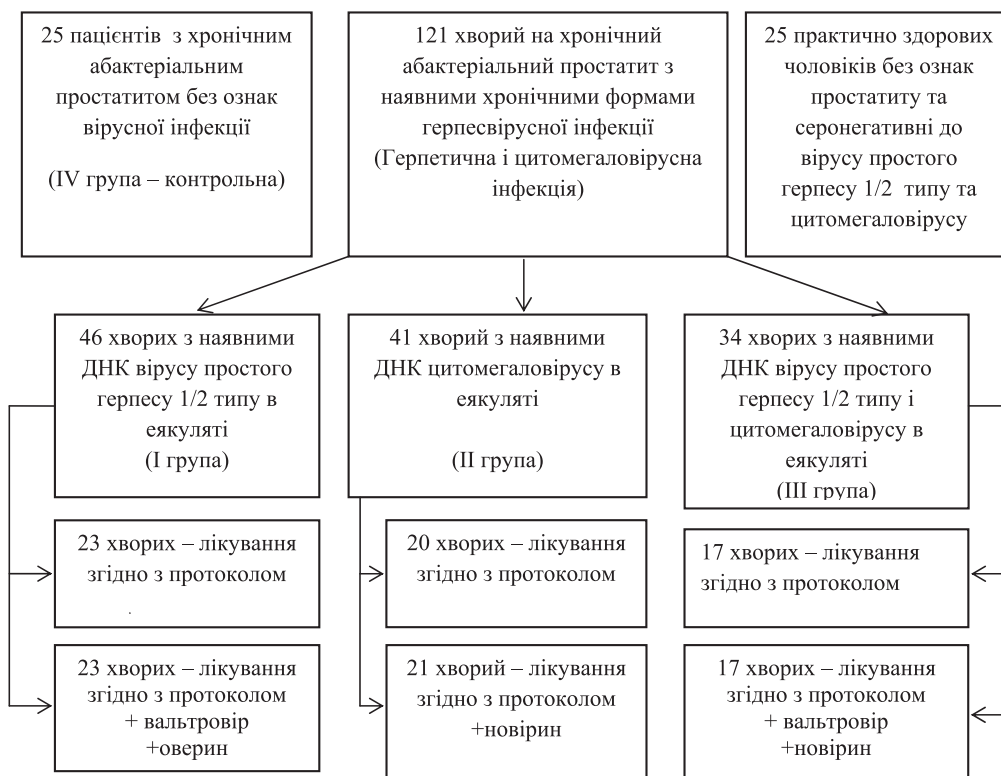 25 пацієнтів з хронічним
абактеріальним
простатитом без ознак
вірусної інфекції
(IV група – контрольна)
121 хворий на хронічний
абактеріальний простатит з
наявними хронічними формами
герпесвірусної інфекції
(Герпетична і цитомегаловірусна
інфекція)
25 практично здорових
чоловіків без ознак
простатиту та
серонегативні до
вірусу простого
герпесу 1/2 типу та
цитомегаловірусу
46 хворих з наявними
ДНК вірусу простого
герпесу 1/2 типу в
еякуляті
(I група)
41 хворий з наявними
ДНК цитомегаловірусу в
еякуляті
(II група)
34 хворих з наявними
ДНК вірусу простого
герпесу 1/2 типу і
цитомегаловірусу в
еякуляті
(III група)
23 хворих – лікування
згідно з протоколом
.
20 хворих – лікування
згідно з протоколом
17 хворих – лікування
згідно з протоколом
23 хворих – лікування
згідно з протоколом
+ вальтровір
+оверин
21 хворий – лікування
згідно з протоколом
+новірин
17 хворих – лікування
згідно з протоколом
+ вальтровір
+новірин